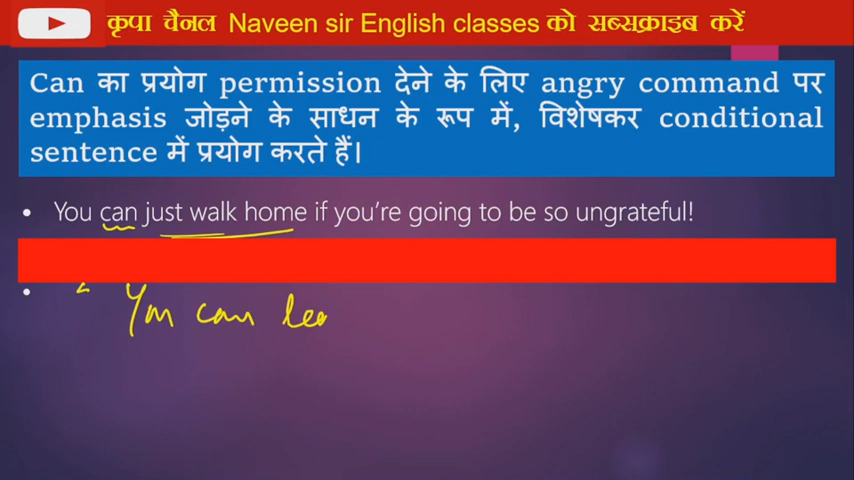 कृपा चैनल Naveen sir English classes को सब्सक्राइब करें
Can का प्रयोग permission देने के लिए angry command पर
emphasis जोड़ने के साधन के रूप में, विशेषकर conditional
sentence में प्रयोग करते हैं।
• You can just walk home if you’re going to be so ungrateful!
• You can lea